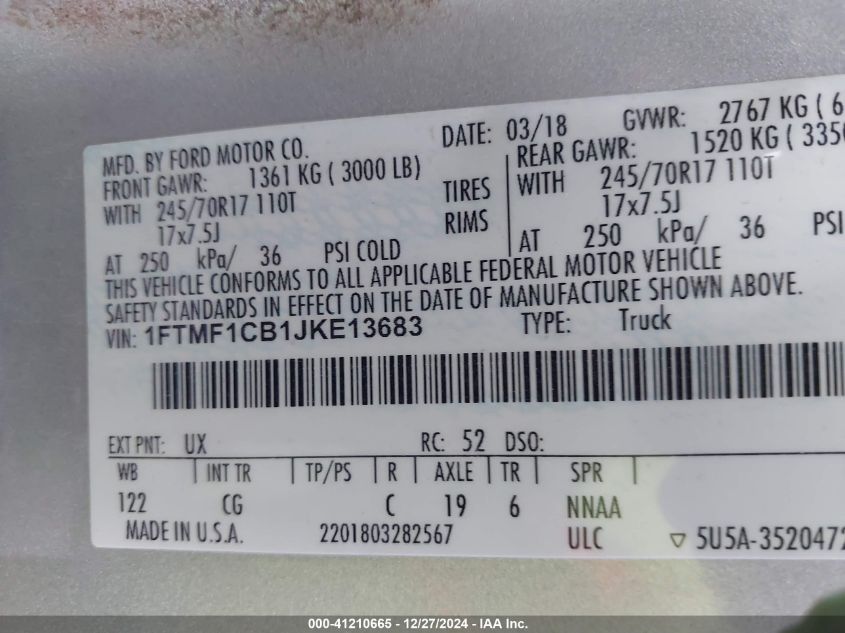 MFD. BY FORD MOTOR CO. DATE: 03/18 GVWR: 2767 KG ( 6
FRONT GAWR: 1361 KG ( 3000 LB) REAR GAWR: 1520 KG ( 3350
WITH 245/70R17 110T TIRES WITH 245/70R17 110T
17x7.5J RIMS 17x7.5J
AT 250 kPa/ 36 PSI COLD AT 250 kPa/ 36 PSI
THIS VEHICLE CONFORMS TO ALL APPLICABLE FEDERAL MOTOR VEHICLE
SAFETY STANDARDS IN EFFECT ON THE DATE OF MANUFACTURE SHOWN ABOVE.
VIN: 1FTMF1CB1JKE13683 TYPE: Truck
EXT PNT: UX RC: 52 DSO:
WB INT TR TP/PS R AXLE TR SPR
122 CG C 19 6 NNAA
MADE IN U.S.A. 2201803282567 ULC ▽ 5U5A-3520472
000-41210665 - 12/27/2024 - IAA Inc.